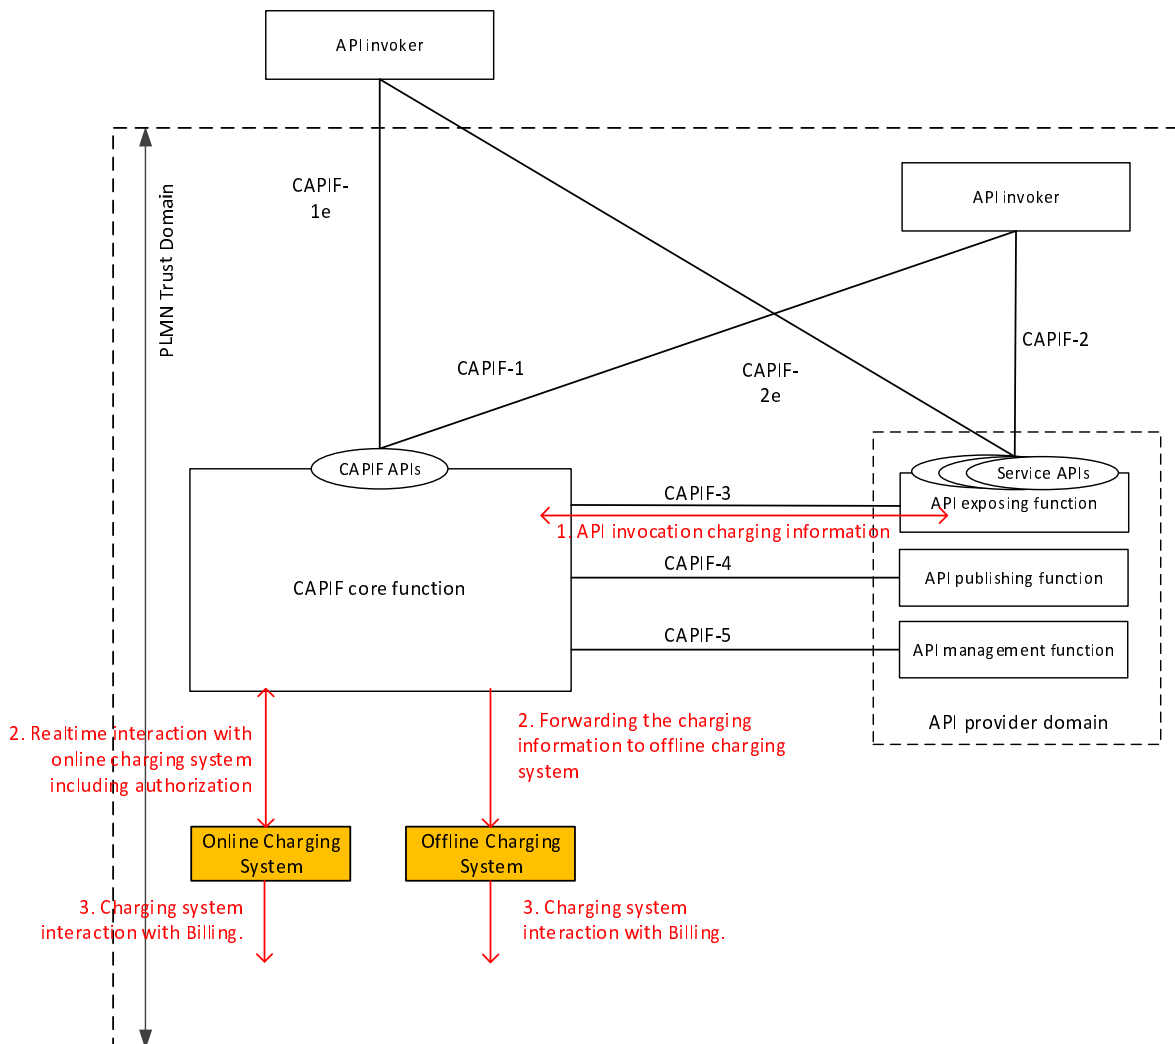 API invoker
CAPIF-
1e
PLMN Trust Domain
API invoker
CAPIF-2
CAPIF-1
CAPIF-
2e
CAPIF APIs
Service APIs
CAPIF-3
API exposing function
1. API invocation charging information
CAPIF-4
API publishing function
CAPIF core function
CAPIF-5
API management function
API provider domain
2. Realtime interaction with
online charging system
including authorization
2. Forwarding the charging
information to offline charging
system
Online Charging
System
Offline Charging
System
3. Charging system
interaction with Billing.
3. Charging system
interaction with Billing.